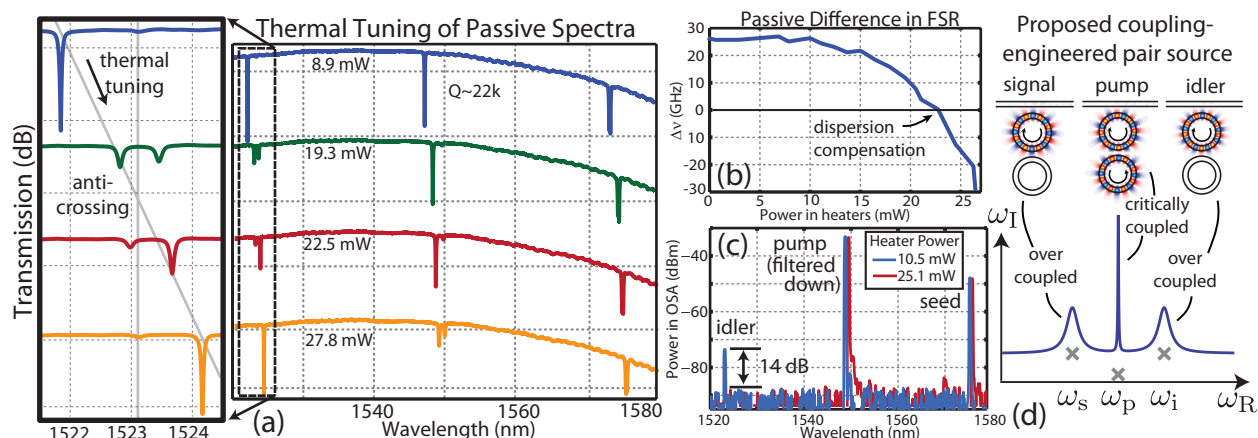 Thermal Tuning of Passive Spectra
Transmission (dB)
thermal
tuning
anti-
crossing
1522
1523
1524
8.9 mW
Q~22k
19.3 mW
22.5 mW
27.8 mW
(a)
1540
1560
1580
Wavelength (nm)
Passive Difference in FSR
Δν (GHz)
30
20
10
0
10
20
30
dispersion
compensation
(b)
0
5
10
15
20
25
Power in heaters (mW)
(c)
Power in OSA (dBm)
−40
−60
−80
pump
(filtered
down)
Heater Power
10.5 mW
25.1 mW
seed
idler
14 dB
1520
1530
1540
1550
1560
1570
1580
Wavelength (nm)
Proposed coupling-
engineered pair source
signal
pump
idler
critically
coupled
ωI
over
coupled
over
coupled
(d)
ωs
ωp
ωi
ωR